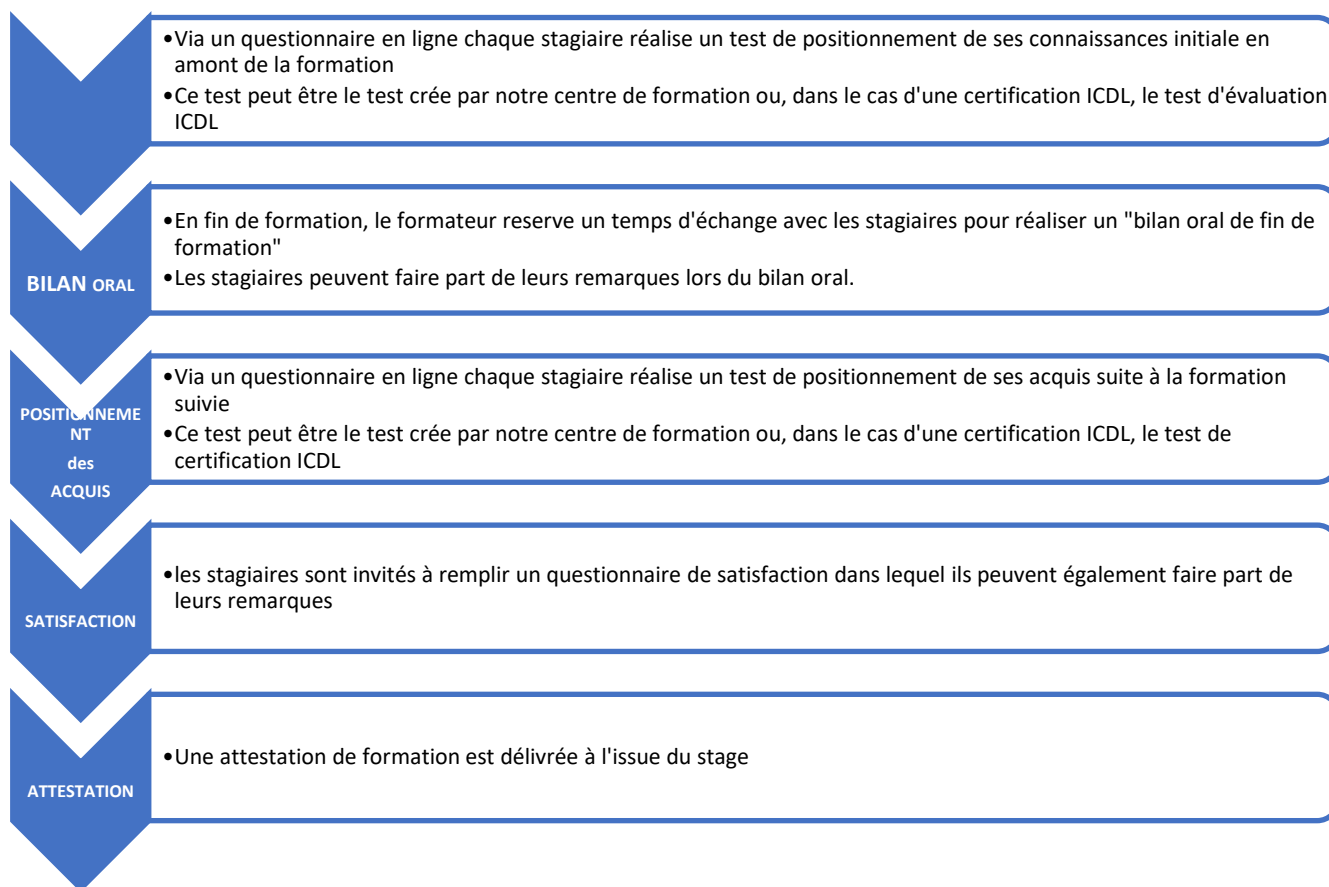 •Via un questionnaire en ligne chaque stagiaire réalise un test de positionnement de ses connaissances initiale en
amont de la formation
•Ce test peut être le test crée par notre centre de formation ou, dans le cas d'une certification ICDL, le test d'évaluation
ICDL
BILAN ORAL
•En fin de formation, le formateur reserve un temps d'échange avec les stagiaires pour réaliser un "bilan oral de fin de
formation"
•Les stagiaires peuvent faire part de leurs remarques lors du bilan oral.
POSITIONNEME
NT
des
ACQUIS
•Via un questionnaire en ligne chaque stagiaire réalise un test de positionnement de ses acquis suite à la formation
suivie
•Ce test peut être le test crée par notre centre de formation ou, dans le cas d'une certification ICDL, le test de
certification ICDL
SATISFACTION
•les stagiaires sont invités à remplir un questionnaire de satisfaction dans lequel ils peuvent également faire part de
leurs remarques
ATTESTATION
•Une attestation de formation est délivrée à l'issue du stage